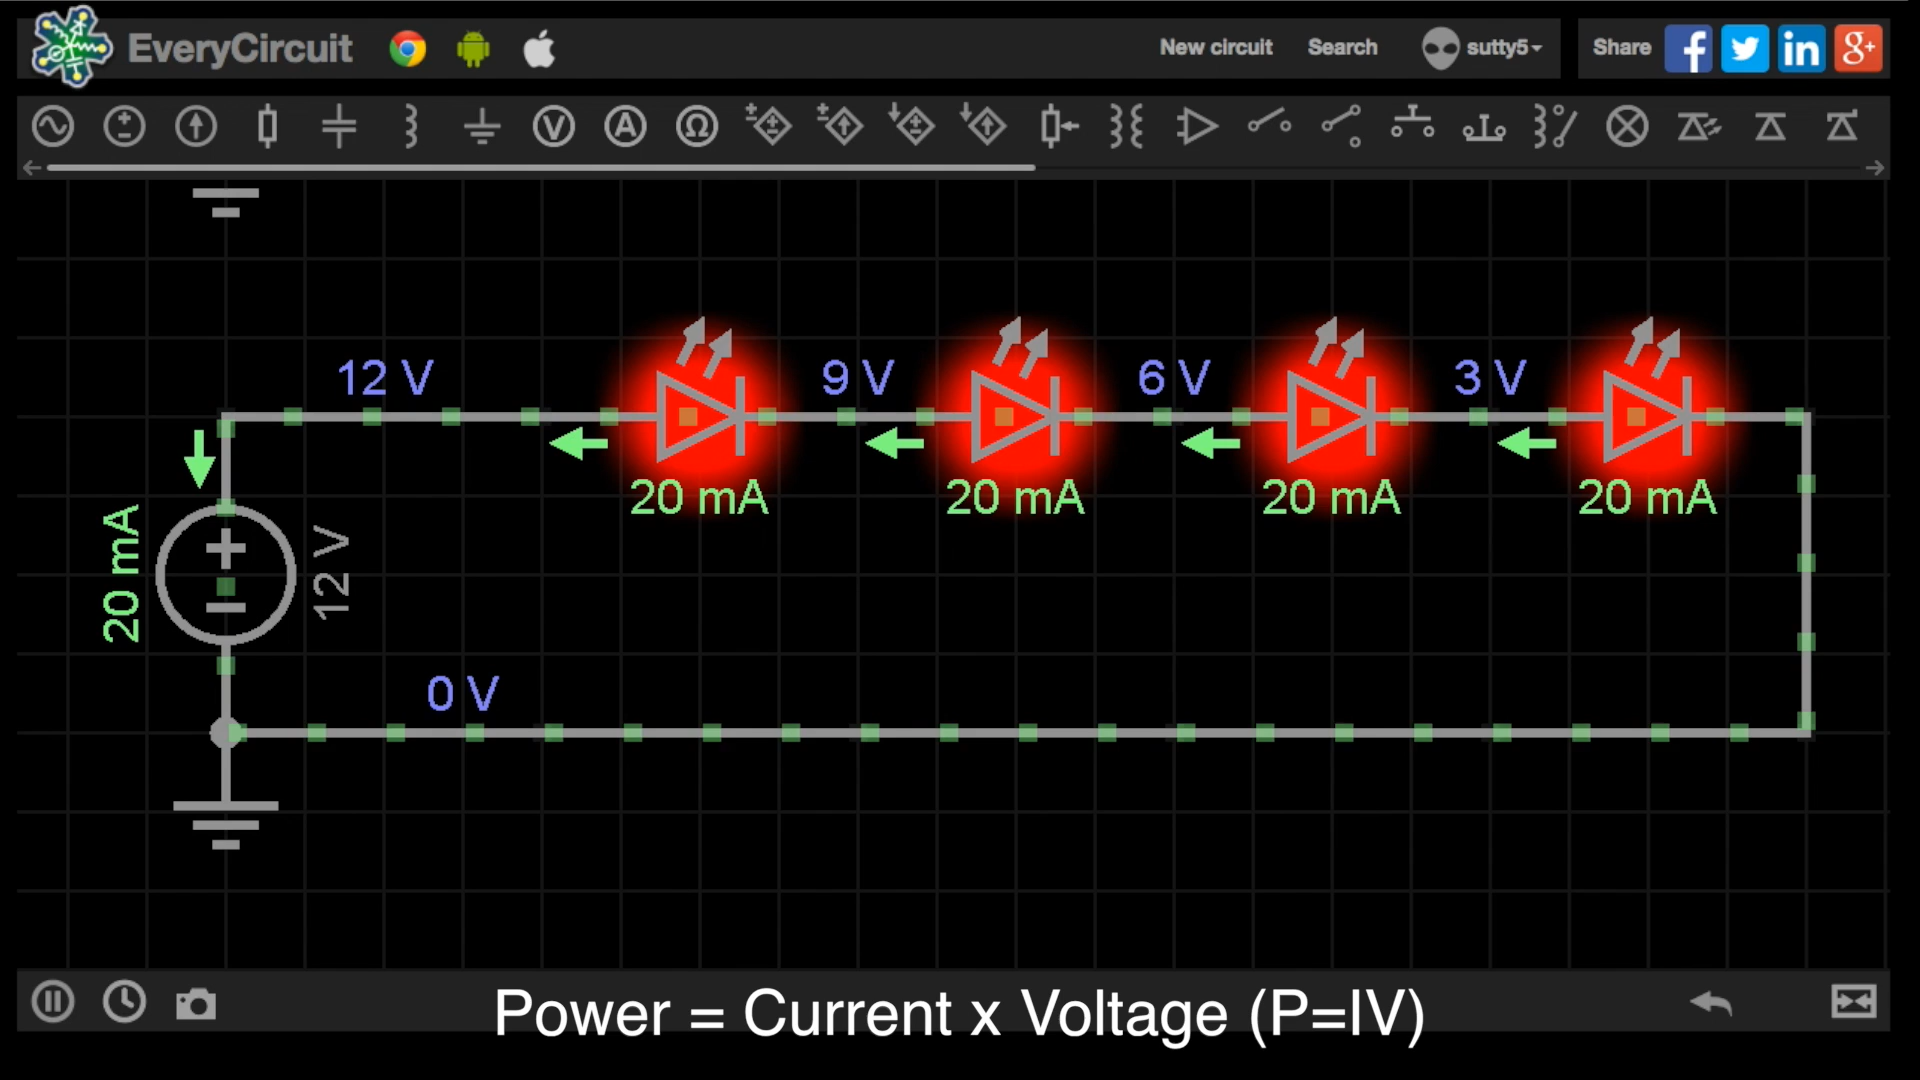 EveryCircuit
New circuit
Search
sutty5
Share
f
in
g+
V
A
Ω
12 V
9 V
6 V
3 V
20 mA
20 mA
20 mA
20 mA
20 mA
12 V
0 V
Power = Current x Voltage (P=IV)